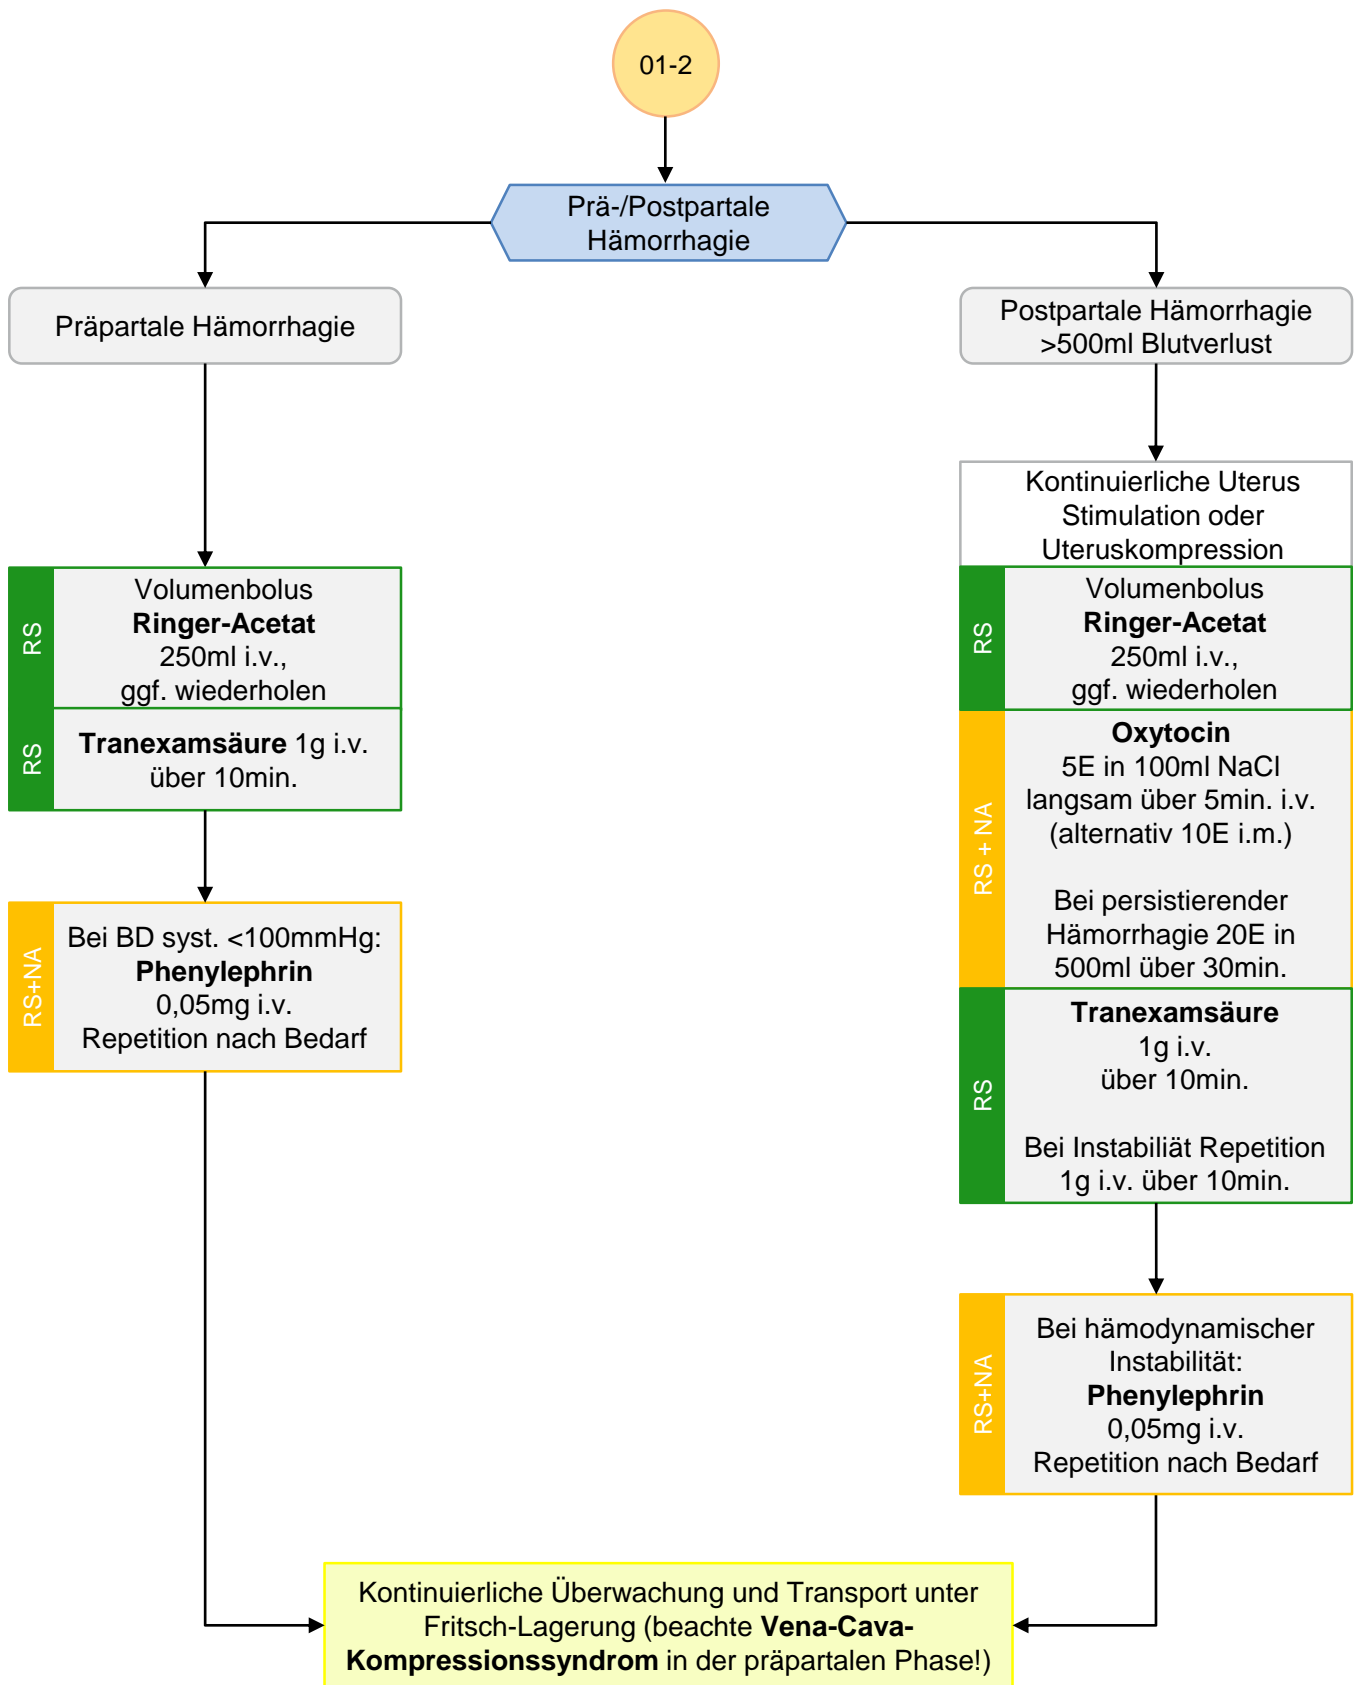 01-2
Prä-/Postpartale
Hämorrhagie
Präpartale Hämorrhagie
RS
Volumenbolus
Ringer-Acetat
250ml i.v.,
ggf. wiederholen
RS
Tranexamsäure 1g i.v.
über 10min.
RS+NA
Bei BD syst. <100mmHg:
Phenylephrin
0,05mg i.v.
Repetition nach Bedarf
Postpartale Hämorrhagie
>500ml Blutverlust
Kontinuierliche Uterus
Stimulation oder
Uteruskompression
RS
Volumenbolus
Ringer-Acetat
250ml i.v.,
ggf. wiederholen
RS + NA
Oxytocin
5E in 100ml NaCl
langsam über 5min. i.v.
(alternativ 10E i.m.)
Bei persistierender
Hämorrhagie 20E in
500ml über 30min.
RS
Tranexamsäure
1g i.v.
über 10min.
Bei Instabiliät Repetition
1g i.v. über 10min.
RS+NA
Bei hämodynamischer
Instabilität:
Phenylephrin
0,05mg i.v.
Repetition nach Bedarf
Kontinuierliche Überwachung und Transport unter
Fritsch-Lagerung (beachte Vena-Cava-
Kompressionssyndrom in der präpartalen Phase!)